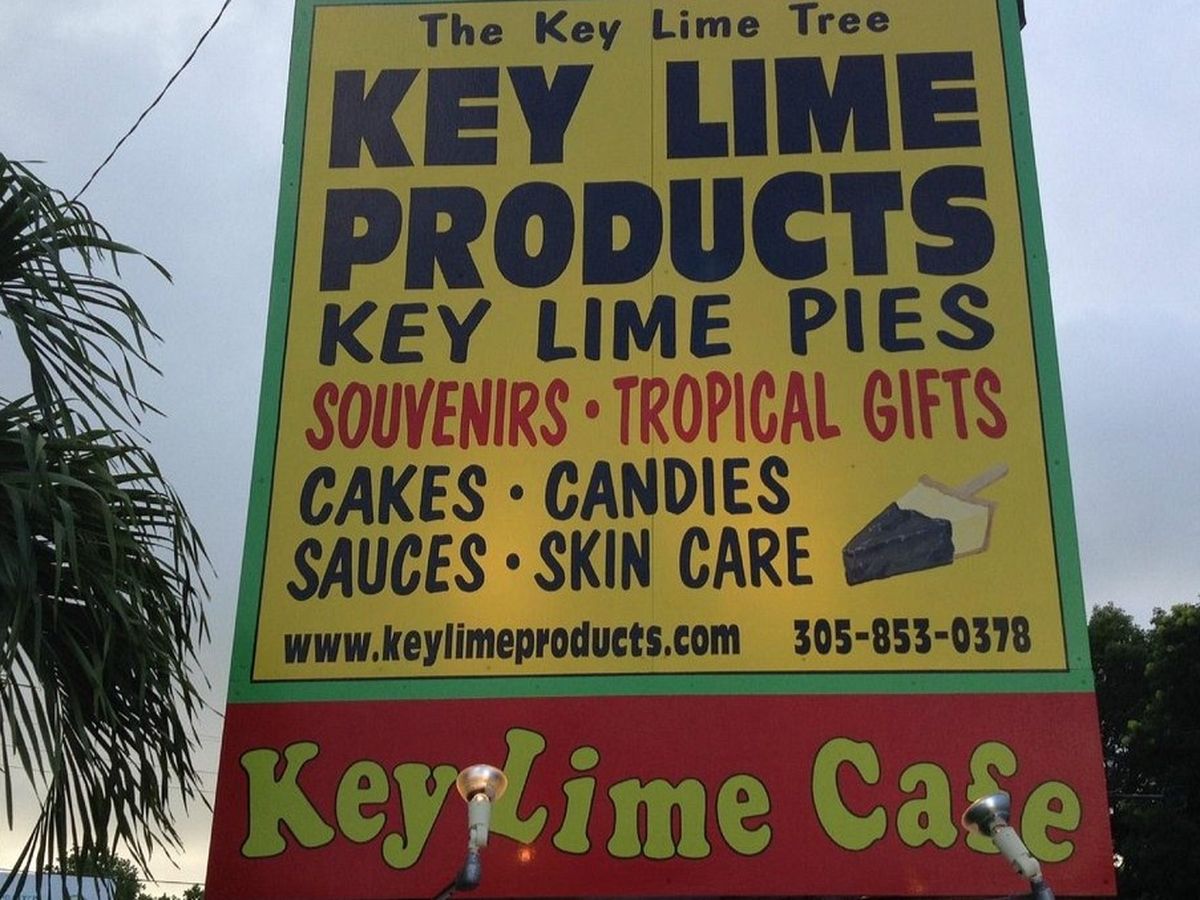 The Key Lime Tree
KEY LIME
PRODUCTS
KEY LIME PIES
SOUVENIRS · TROPICAL GIFTS
CAKES · CANDIES
SAUCES · SKIN CARE
www.keylimeproducts.com 305-853-0378
Key Lime Cafe